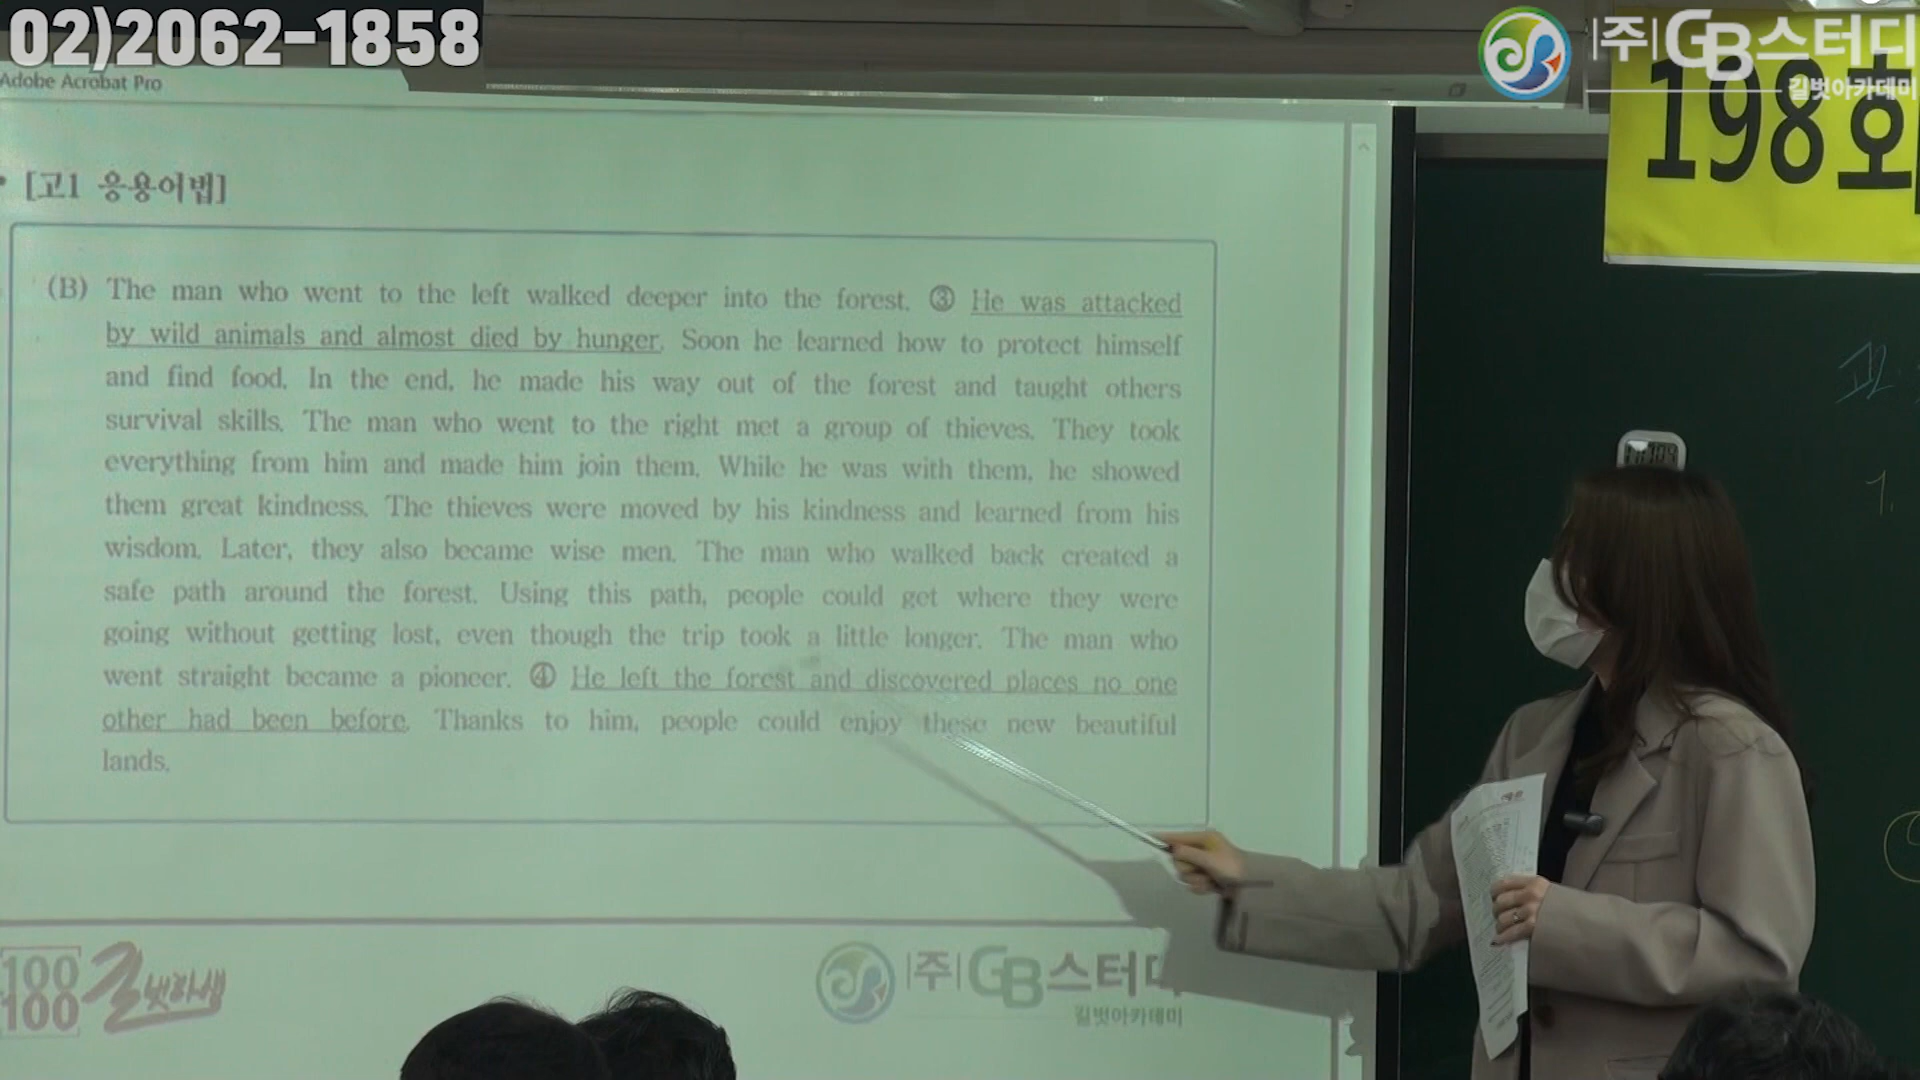 02)2062-1858
(주)GB스터디
길벗아카데미
198회
Adobe Acrobat Pro
• [고1 응용어법]
(B) The man who went to the left walked deeper into the forest. ③ He was attacked
by wild animals and almost died by hunger. Soon he learned how to protect himself
and find food. In the end, he made his way out of the forest and taught others
survival skills. The man who went to the right met a group of thieves. They took
everything from him and made him join them. While he was with them, he showed
them great kindness. The thieves were moved by his kindness and learned from his
wisdom. Later, they also became wise men. The man who walked back created a
safe path around the forest. Using this path, people could get where they were
going without getting lost, even though the trip took a little longer. The man who
went straight became a pioneer. ④ He left the forest and discovered places no one
other had been before. Thanks to him, people could enjoy these new beautiful
lands.
고2
1.
100
100
|주|GB스터디
길벗아카데미